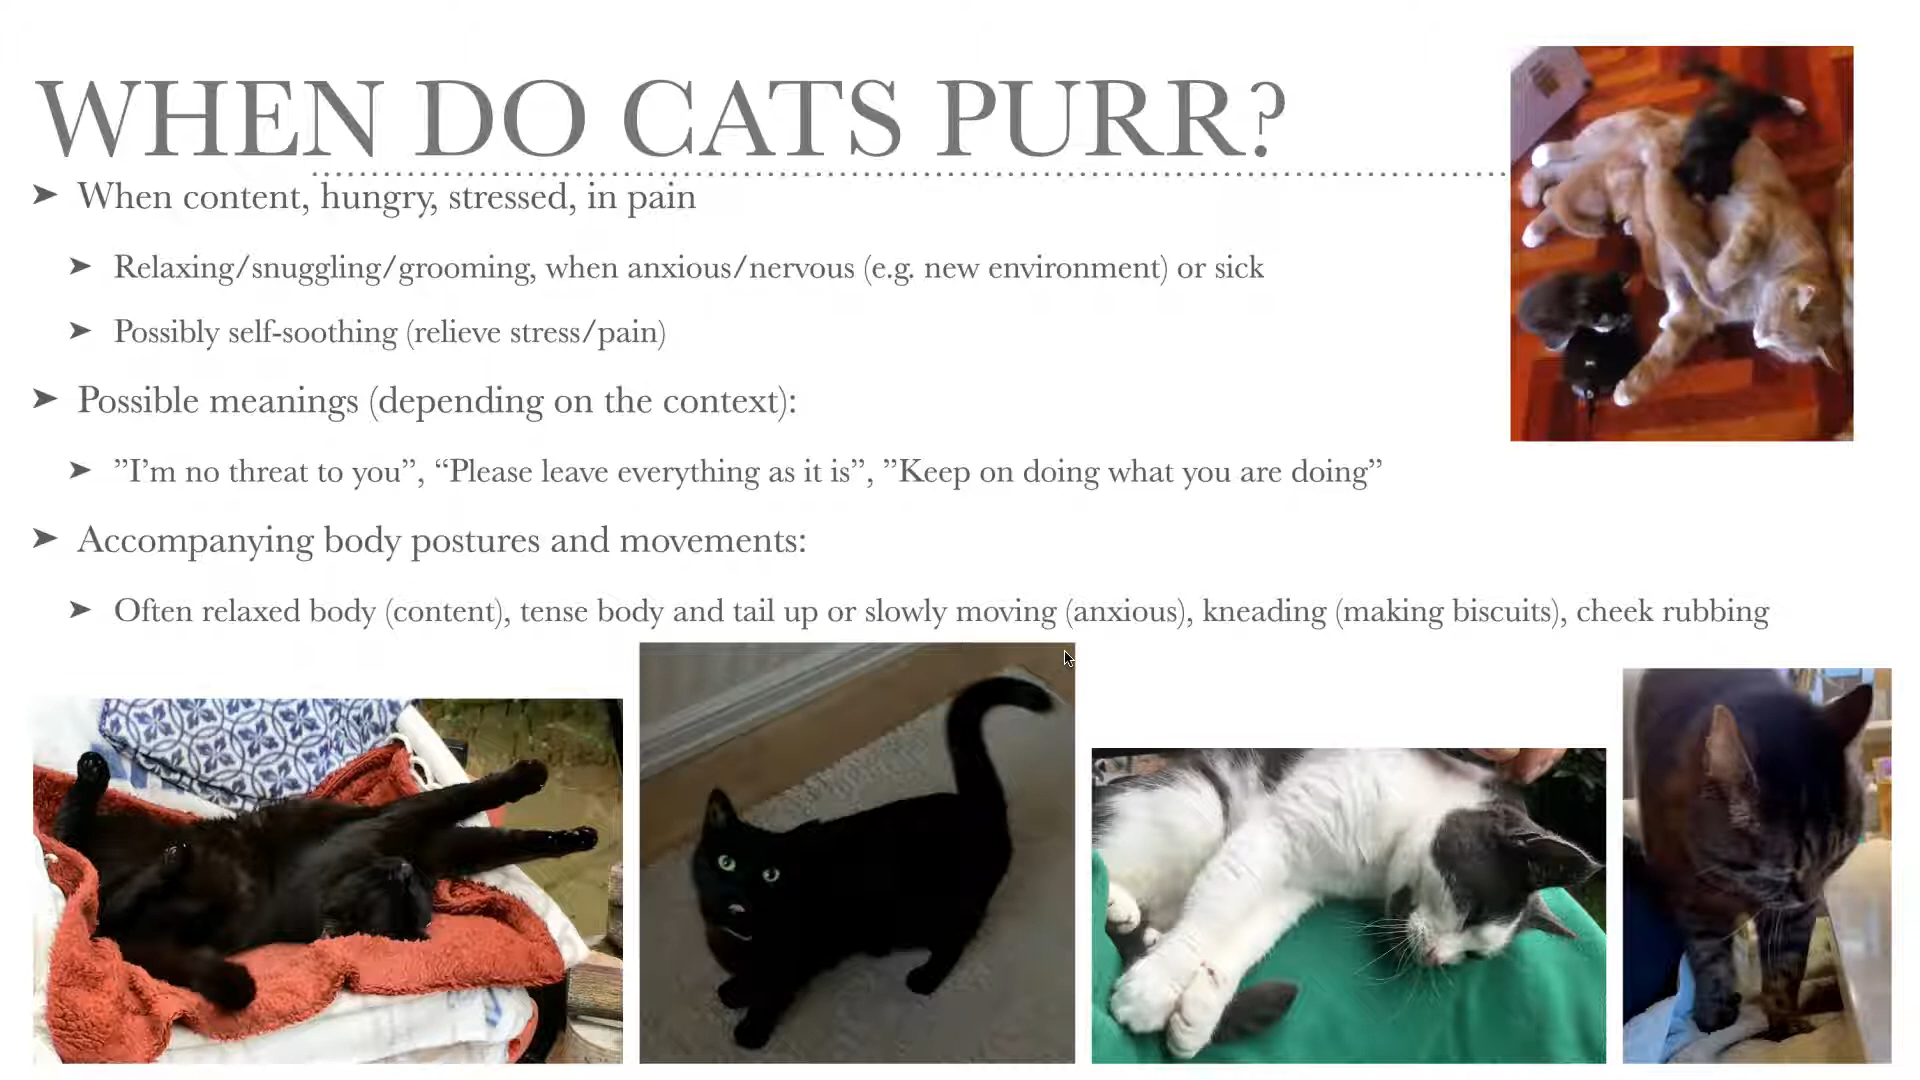 WHEN DO CATS PURR?
➤ When content, hungry, stressed, in pain
➤ Relaxing/snuggling/grooming, when anxious/nervous (e.g. new environment) or sick
➤ Possibly self-soothing (relieve stress/pain)
➤ Possible meanings (depending on the context):
➤ ”I’m no threat to you”, “Please leave everything as it is”, ”Keep on doing what you are doing”
➤ Accompanying body postures and movements:
➤ Often relaxed body (content), tense body and tail up or slowly moving (anxious), kneading (making biscuits), cheek rubbing